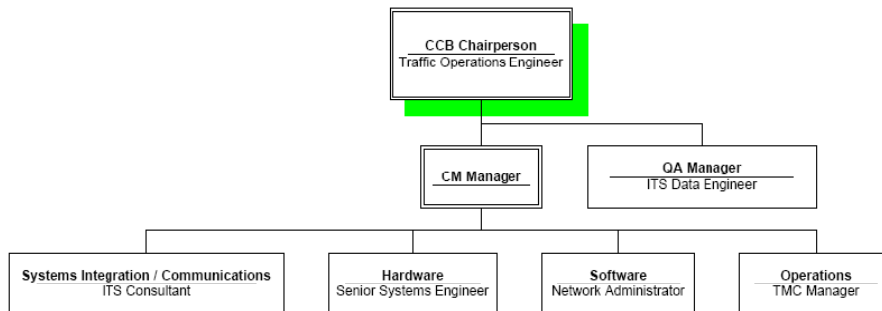 CCB Chairperson
Traffic Operations Engineer
CM Manager
QA Manager
ITS Data Engineer
Systems Integration / Communications
ITS Consultant
Hardware
Senior Systems Engineer
Software
Network Administrator
Operations
TMC Manager